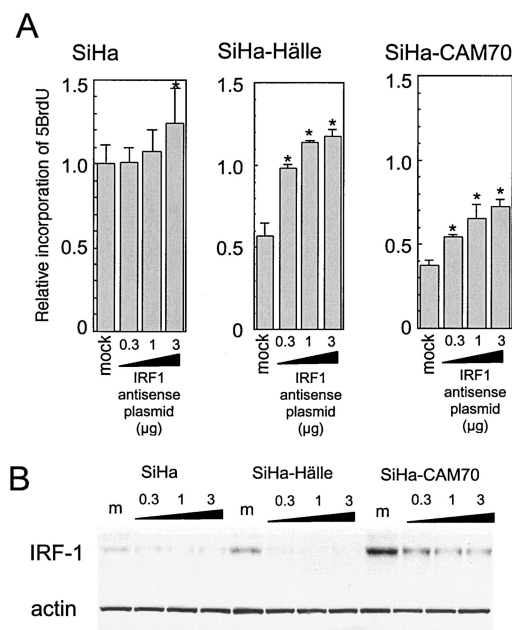 A
SiHa
SiHa-Hälle
SiHa-CAM70
Relative incorporation of 5BrdU
1.5
1.0
0.5
0
*
mock
0.3
1
3
IRF1
antisense
plasmid
(µg)
1.5
1.0
0.5
0
* * *
mock
0.3
1
3
IRF1
antisense
plasmid
(µg)
1.5
1.0
0.5
0
* * *
mock
0.3
1
3
IRF1
antisense
plasmid
(µg)
B
SiHa
SiHa-Hälle
SiHa-CAM70
m 0.3 1 3 m 0.3 1 3 m 0.3 1 3
IRF-1
actin